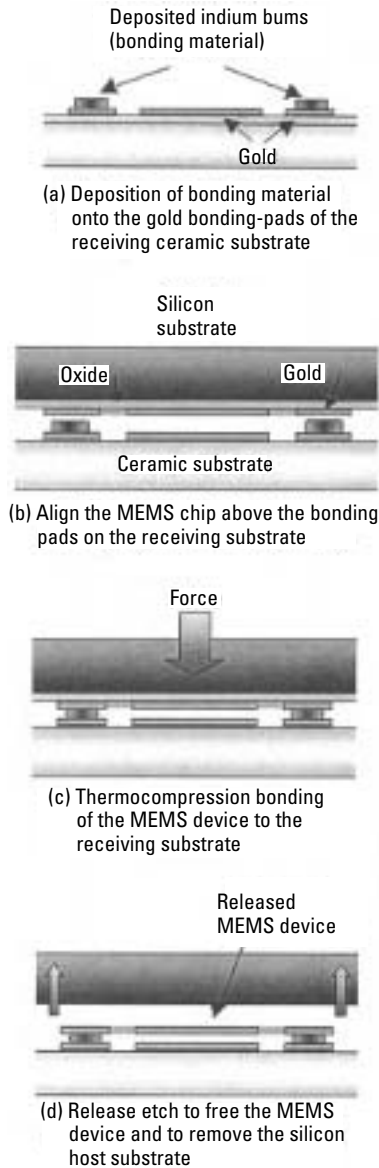 Deposited indium bums
(bonding material)
Gold
(a) Deposition of bonding material
onto the gold bonding-pads of the
receiving ceramic substrate
Silicon
substrate
Oxide
Gold
Ceramic substrate
(b) Align the MEMS chip above the bonding
pads on the receiving substrate
Force
(c) Thermocompression bonding
of the MEMS device to the
receiving substrate
Released
MEMS device
(d) Release etch to free the MEMS
device and to remove the silicon
host substrate